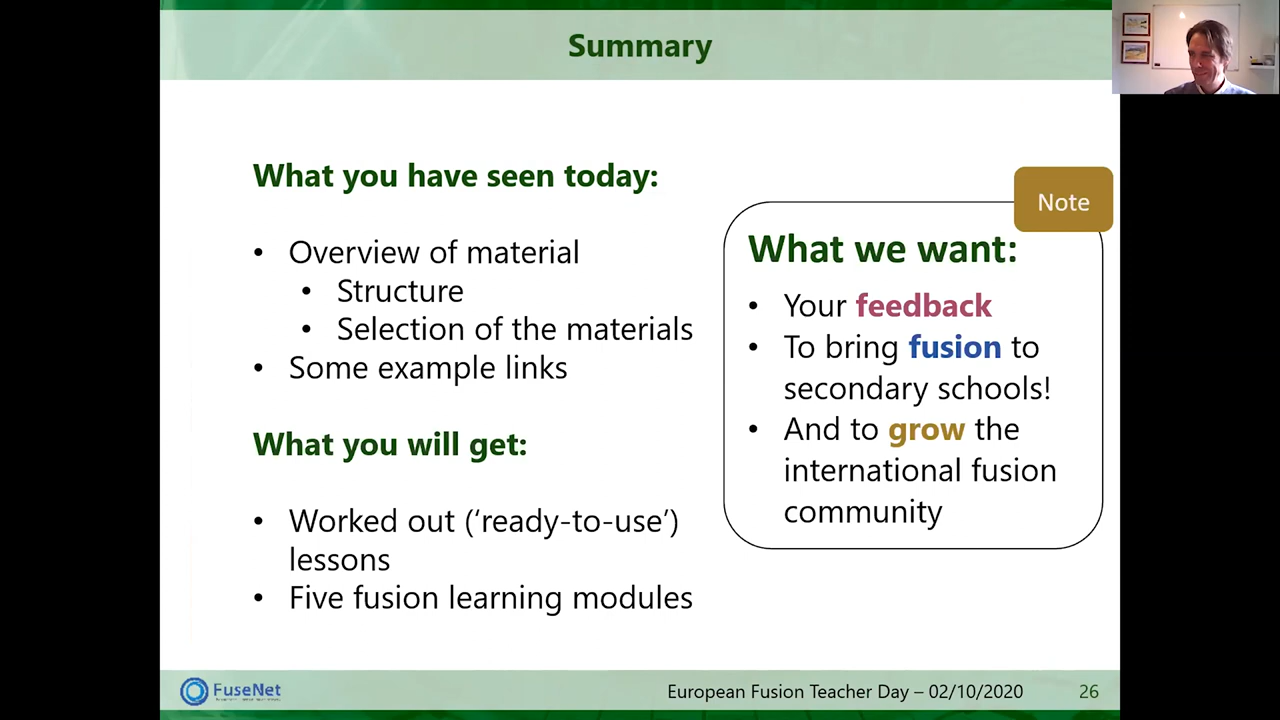 Summary
What you have seen today:
• Overview of material
• Structure
• Selection of the materials
• Some example links
What you will get:
• Worked out (‘ready-to-use’)
lessons
• Five fusion learning modules
Note
What we want:
• Your feedback
• To bring fusion to
secondary schools!
• And to grow the
international fusion
community
FuseNet
European Fusion Teacher Day – 02/10/2020
26